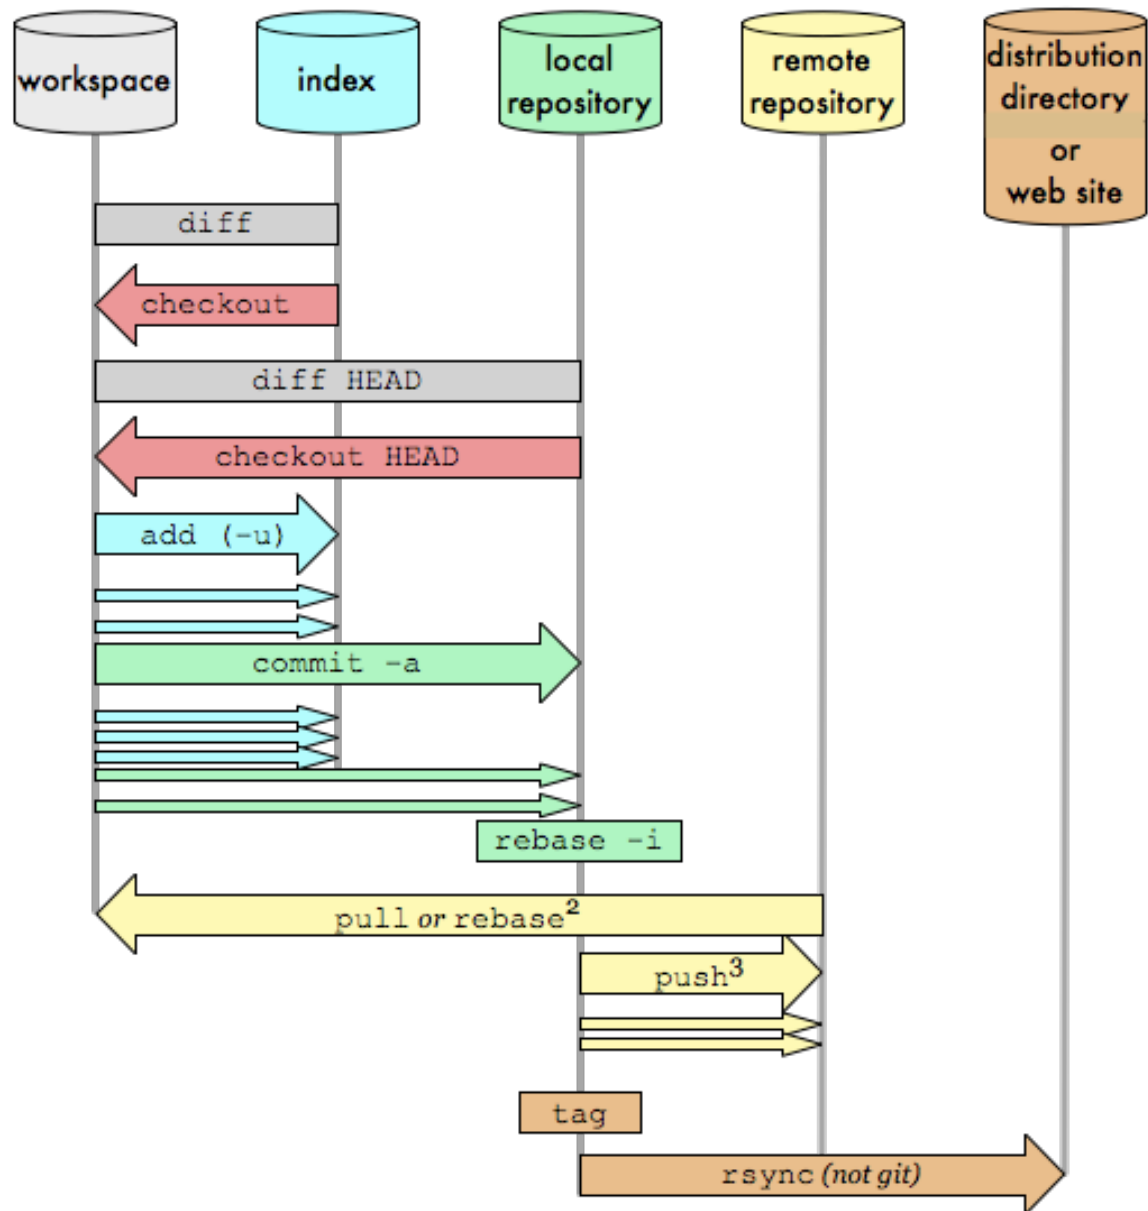 workspace
index
local
repository
remote
repository
distribution
directory
or
web site
diff
checkout
diff HEAD
checkout HEAD
add (-u)
commit -a
rebase -i
pull or rebase²
push³
tag
rsync (not git)